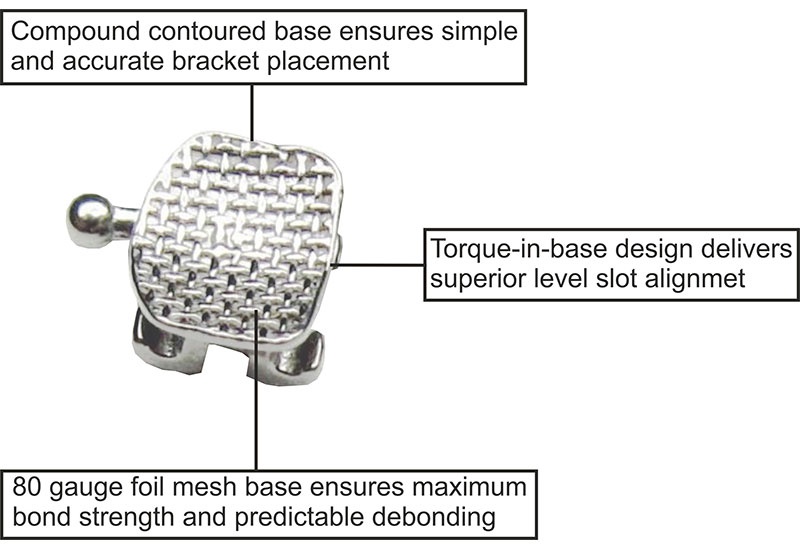 Compound contoured base ensures simple
and accurate bracket placement
Torque-in-base design delivers
superior level slot alignmet
80 gauge foil mesh base ensures maximum
bond strength and predictable debonding